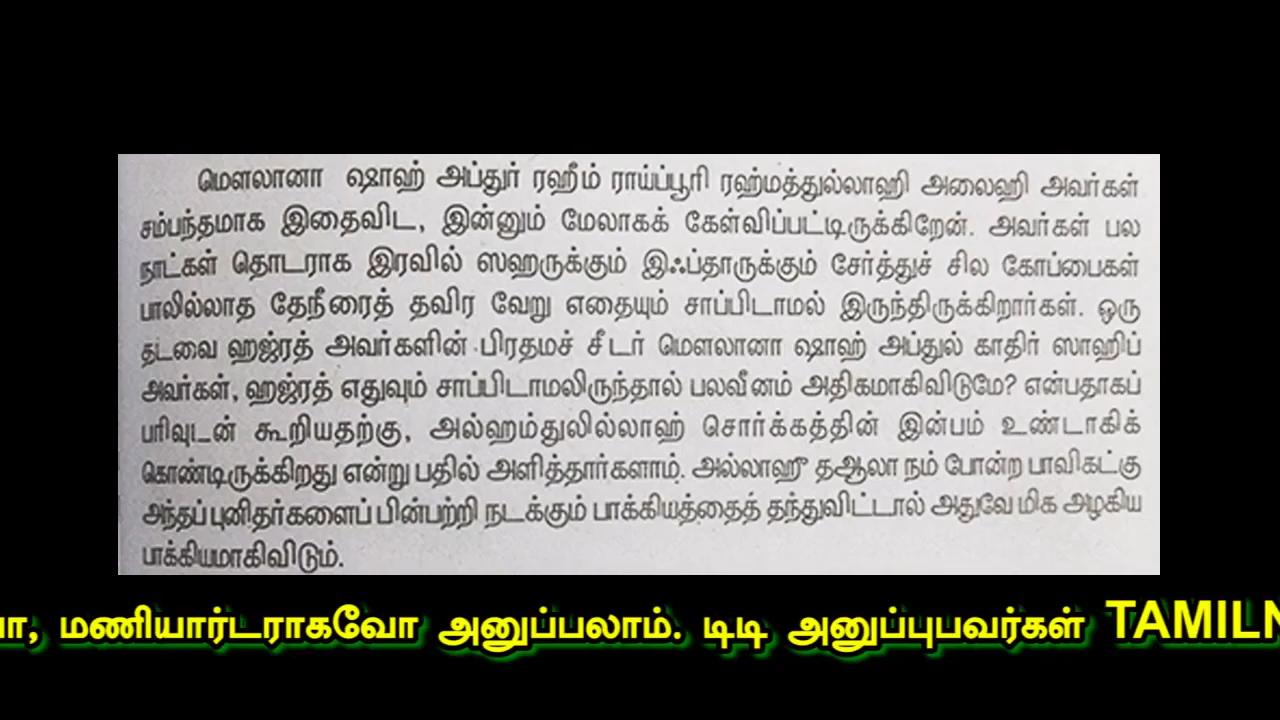 மௌலானா ஷாஹ் அப்துர் ரஹீம் ராய்ப்பூரி ரஹ்மத்துல்லாஹி அலைஹி அவர்கள்
சம்பந்தமாக இதைவிட, இன்னும் மேலாகக் கேள்விப்பட்டிருக்கிறேன். அவர்கள் பல
நாட்கள் தொடராக இரவில் ஸஹருக்கும் இஃப்தாருக்கும் சேர்த்துச் சில கோப்பைகள்
பாலில்லாத தேநீரைத் தவிர வேறு எதையும் சாப்பிடாமல் இருந்திருக்கிறார்கள். ஒரு
தடவை ஹஜ்ரத் அவர்களின் பிரதமச் சீடர் மௌலானா ஷாஹ் அப்துல் காதிர் ஸாஹிப்
அவர்கள், ஹஜ்ரத் எதுவும் சாப்பிடாமலிருந்தால் பலவீனம் அதிகமாகிவிடுமே? என்பதாகப்
பரிவுடன் கூறியதற்கு, அல்ஹம்துலில்லாஹ் சொர்க்கத்தின் இன்பம் உண்டாகிக்
கொண்டிருக்கிறது என்று பதில் அளித்தார்களாம். அல்லாஹு தஆலா நம் போன்ற பாவிகட்கு
அந்தப் புனிதர்களைப் பின்பற்றி நடக்கும் பாக்கியத்தைத் தந்துவிட்டால் அதுவே மிக அழகிய
பாக்கியமாகிவிடும்.
மணியார்டராகவோ அனுப்பலாம். டிடி அனுப்புபவர்கள் TAMILN